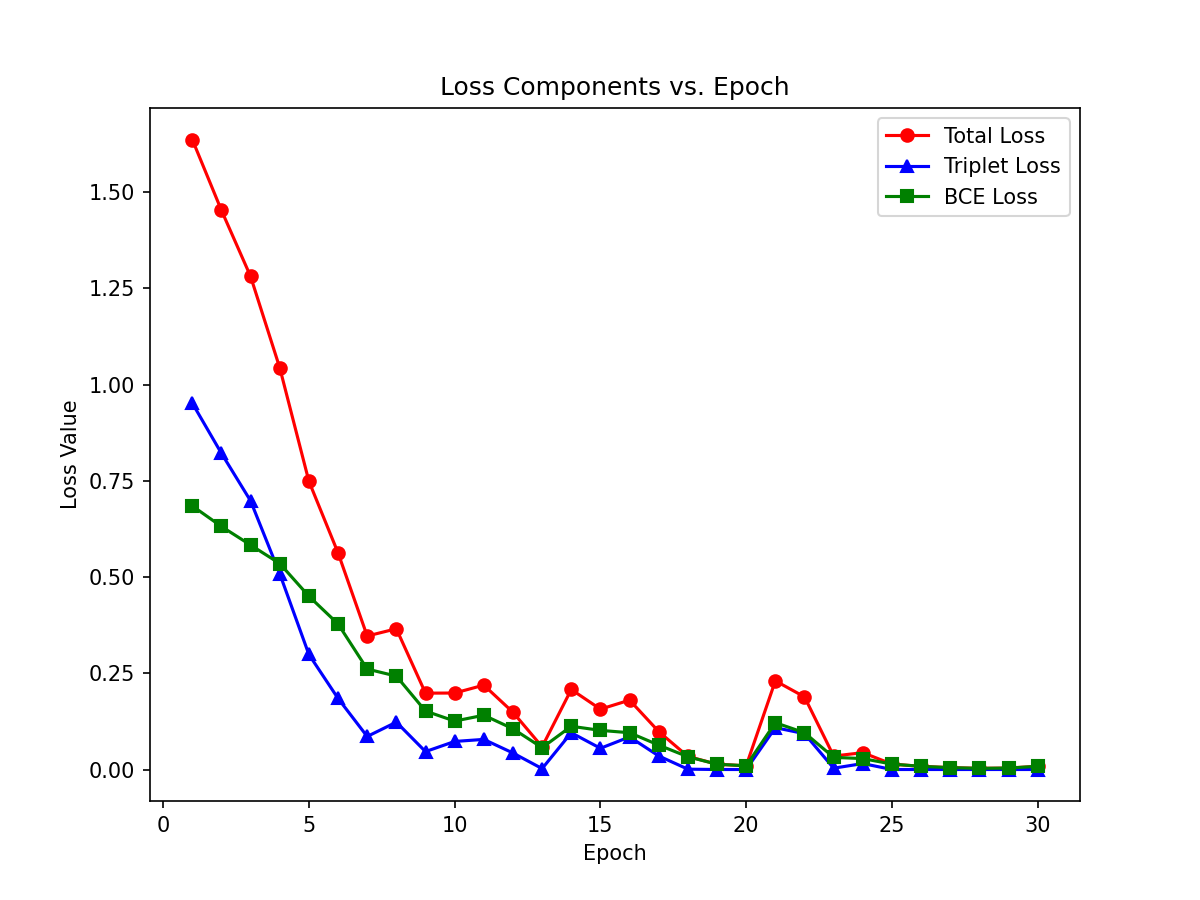 Loss Components vs. Epoch
Total Loss
Triplet Loss
BCE Loss
Loss Value
1.50
1.25
1.00
0.75
0.50
0.25
0.00
0 5 10 15 20 25 30
Epoch